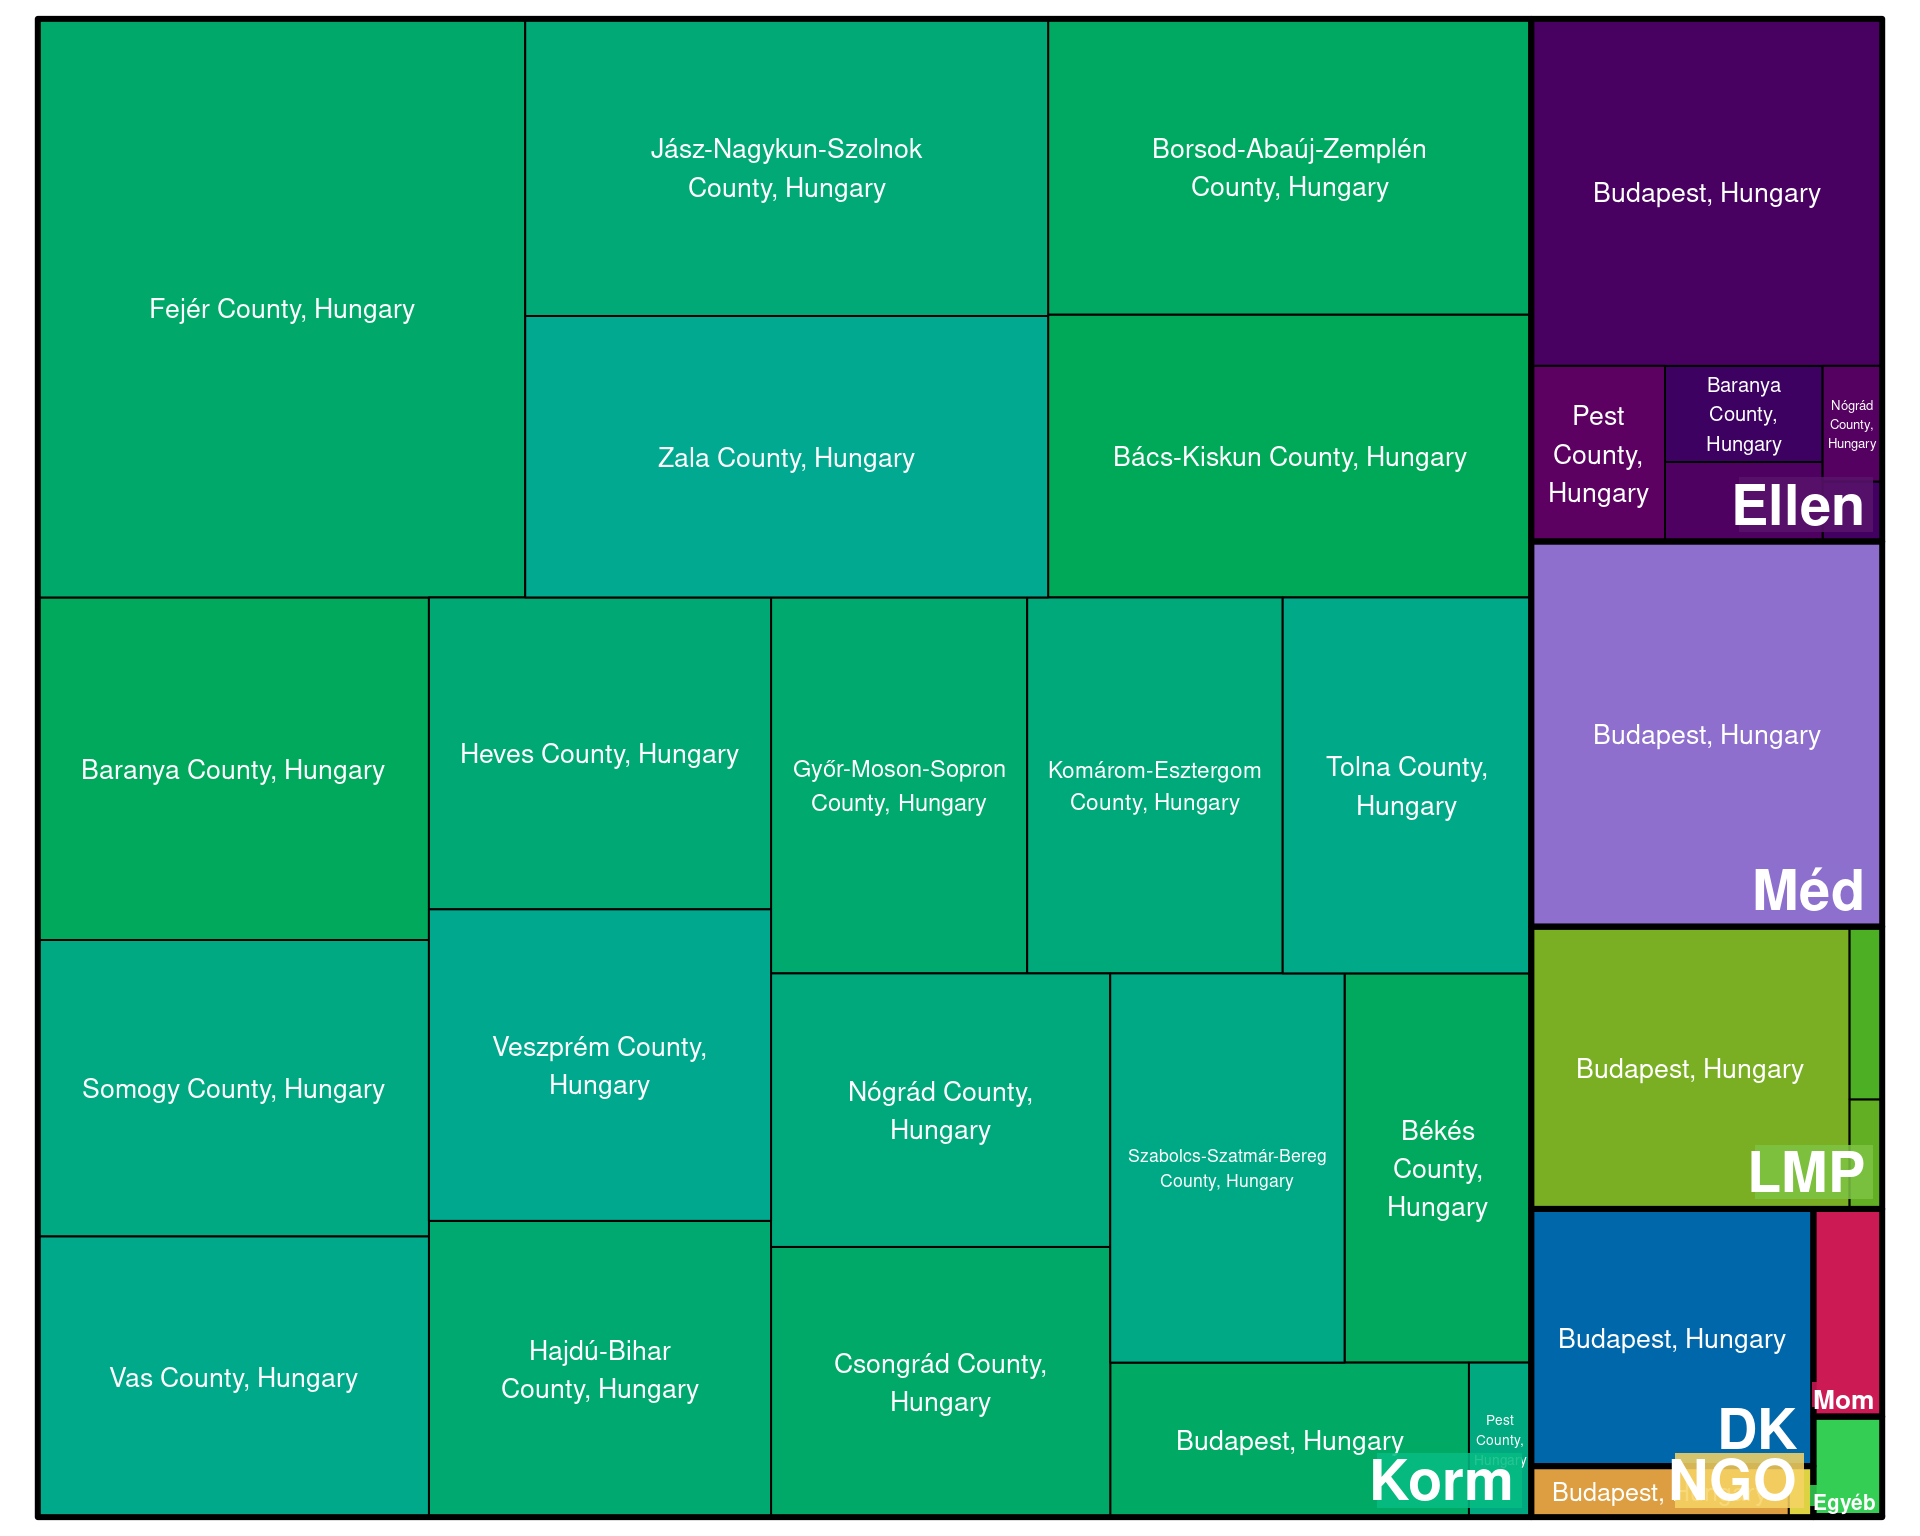 Fejér County, Hungary
Jász-Nagykun-Szolnok
County, Hungary
Borsod-Abaúj-Zemplén
County, Hungary
Zala County, Hungary
Bács-Kiskun County, Hungary
Baranya County, Hungary
Heves County, Hungary
Győr-Moson-Sopron
County, Hungary
Komárom-Esztergom
County, Hungary
Tolna County,
Hungary
Somogy County, Hungary
Veszprém County,
Hungary
Nógrád County,
Hungary
Szabolcs-Szatmár-Bereg
County, Hungary
Békés
County,
Hungary
Vas County, Hungary
Hajdú-Bihar
County, Hungary
Csongrád County,
Hungary
Budapest, Hungary
Pest
County,
Hungary
Korm
Budapest, Hungary
Pest
County,
Hungary
Baranya
County,
Hungary
Nógrád
County,
Hungary
Ellen
Budapest, Hungary
Méd
Budapest, Hungary
LMP
Budapest, Hungary
DK
Mom
Budapest,
NGO
Egyéb